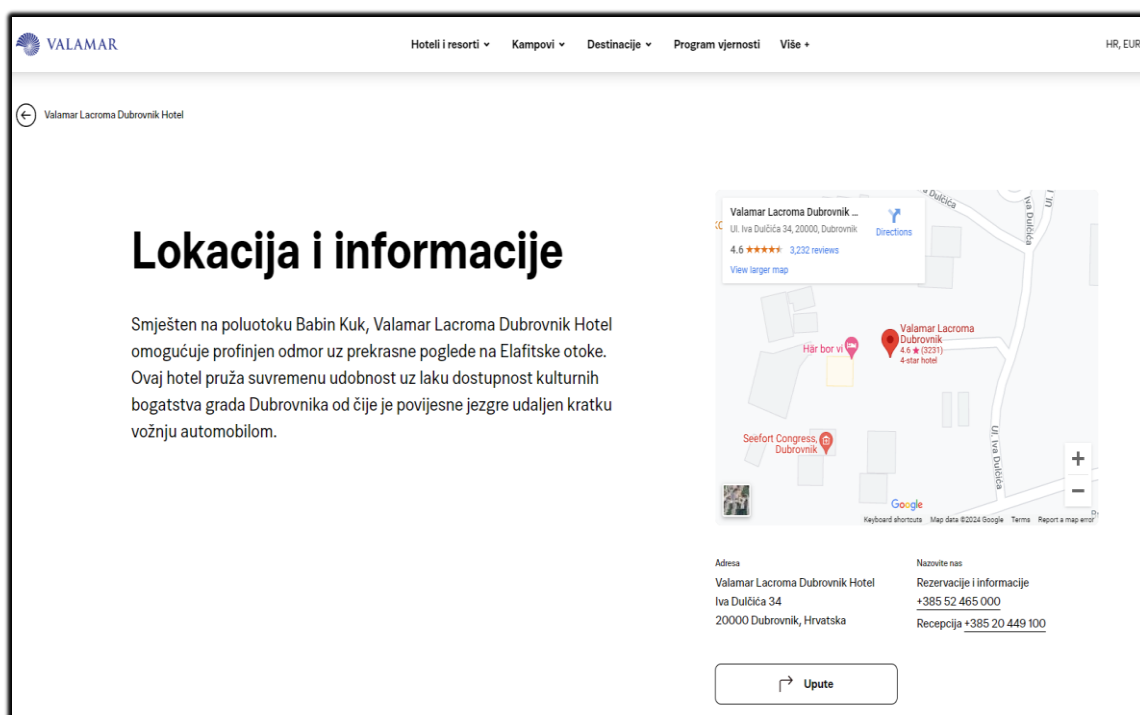 VALAMAR
Hoteli i resorti
Kampovi
Destinacije
Program vjernosti
Više +
HR, EUR
Valamar Lacroma Dubrovnik Hotel
Lokacija i informacije
Smješten na poluotoku Babin Kuk, Valamar Lacroma Dubrovnik Hotel
omogućuje profinjen odmor uz prekrasne poglede na Elafitske otoke.
Ovaj hotel pruža suvremenu udobnost uz laku dostupnost kulturnih
bogatstva grada Dubrovnika od čije je povijesne jezgre udaljen kratku
vožnju automobilom.
Valamar Lacroma Dubrovnik ...
Ul. Iva Dulčića 34, 20000, Dubrovnik
4.6 ★★★★★ 3,232 reviews
View larger map
Directions
Dulčića
Iva Dulčića
Ul. I
Valamar Lacroma
Dubrovnik
4.6 ★ (3231)
4-star hotel
Här bor vi
Seefort Congress,
Dubrovnik
Ul. Iva Dulčića
+
−
Google
Keyboard shortcuts
Map data ©2024 Google
Terms
Report a map error
Adresa
Valamar Lacroma Dubrovnik Hotel
Iva Dulčića 34
20000 Dubrovnik, Hrvatska
Nazovite nas
Rezervacije i informacije
+385 52 465 000
Recepcija +385 20 449 100
Upute